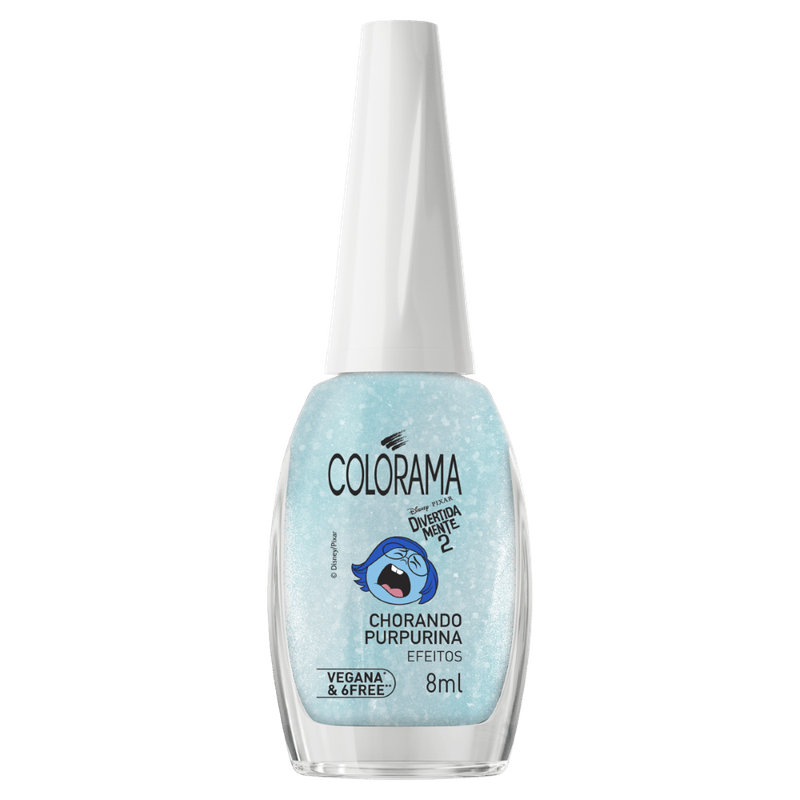 COLORAMA
Disney PIXAR
DIVERTIDA
MENTE
2
© Disney/Pixar
CHORANDO
PURPURINA
EFEITOS
VEGANA*
& 6FREE**
8ml